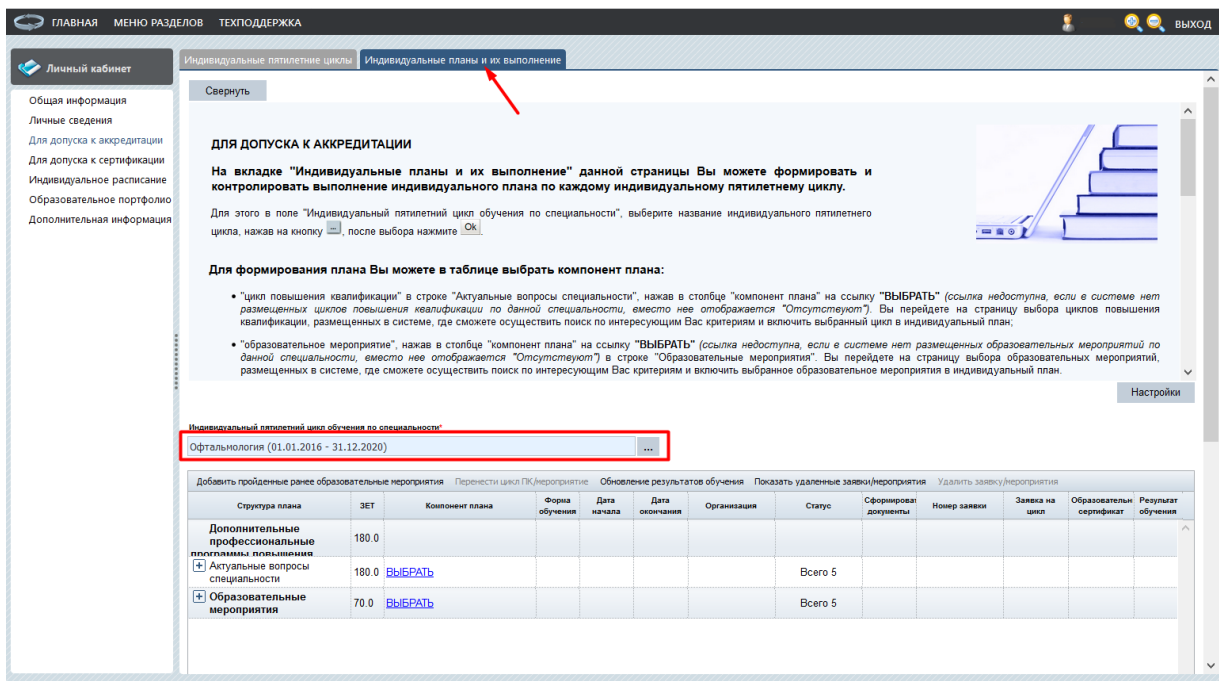 ГЛАВНАЯ МЕНЮ РАЗДЕЛОВ ТЕХПОДДЕРЖКА ВЫХОД
Личный кабинет
Общая информация
Личные сведения
Для допуска к аккредитации
Для допуска к сертификации
Индивидуальное расписание
Образовательное портфолио
Дополнительная информация
Индивидуальные пятилетние циклы Индивидуальные планы и их выполнение
Свернуть
ДЛЯ ДОПУСКА К АККРЕДИТАЦИИ
На вкладке "Индивидуальные планы и их выполнение" данной страницы Вы можете формировать и
контролировать выполнение индивидуального плана по каждому индивидуальному пятилетнему циклу.
Для этого в поле "Индивидуальный пятилетний цикл обучения по специальности", выберите название индивидуального пятилетнего
цикла, нажав на кнопку ..., после выбора нажмите Ok.
Для формирования плана Вы можете в таблице выбрать компонент плана:
• "цикл повышения квалификации" в строке "Актуальные вопросы специальности", нажав в столбце "компонент плана" на ссылку "ВЫБРАТЬ" (ссылка недоступна, если в системе нет
размещенных циклов повышения квалификации по данной специальности, вместо нее отображается "Отсутствуют"). Вы перейдете на страницу выбора циклов повышения
квалификации, размещенных в системе, где сможете осуществить поиск по интересующим Вас критериям и включить выбранный цикл в индивидуальный план;
• "образовательное мероприятие", нажав в столбце "компонент плана" на ссылку "ВЫБРАТЬ" (ссылка недоступна, если в системе нет размещенных образовательных мероприятий по
данной специальности, вместо нее отображается "Отсутствуют") в строке "Образовательные мероприятия". Вы перейдете на страницу выбора образовательных мероприятий,
размещенных в системе, где сможете осуществить поиск по интересующим Вас критериям и включить выбранное образовательное мероприятия в индивидуальный план.
Настройки
Индивидуальный пятилетний цикл обучения по специальности*
Офтальмология (01.01.2016 - 31.12.2020) ...
Добавить пройденные ранее образовательные мероприятия Перенести цикл ПК/мероприятие Обновление результатов обучения Показать удаленные заявки/мероприятия Удалить заявку/мероприятия
Структура плана ЗЕТ Компонент плана Форма обучения Дата начала Дата окончания Организация Статус Сформироват документы Номер заявки Заявка на цикл Образовательн сертификат Результат обучения
Дополнительные
профессиональные 180.0
программы повышения
Актуальные вопросы
специальности 180.0 ВЫБРАТЬ Всего 5
Образовательные
мероприятия 70.0 ВЫБРАТЬ Всего 5